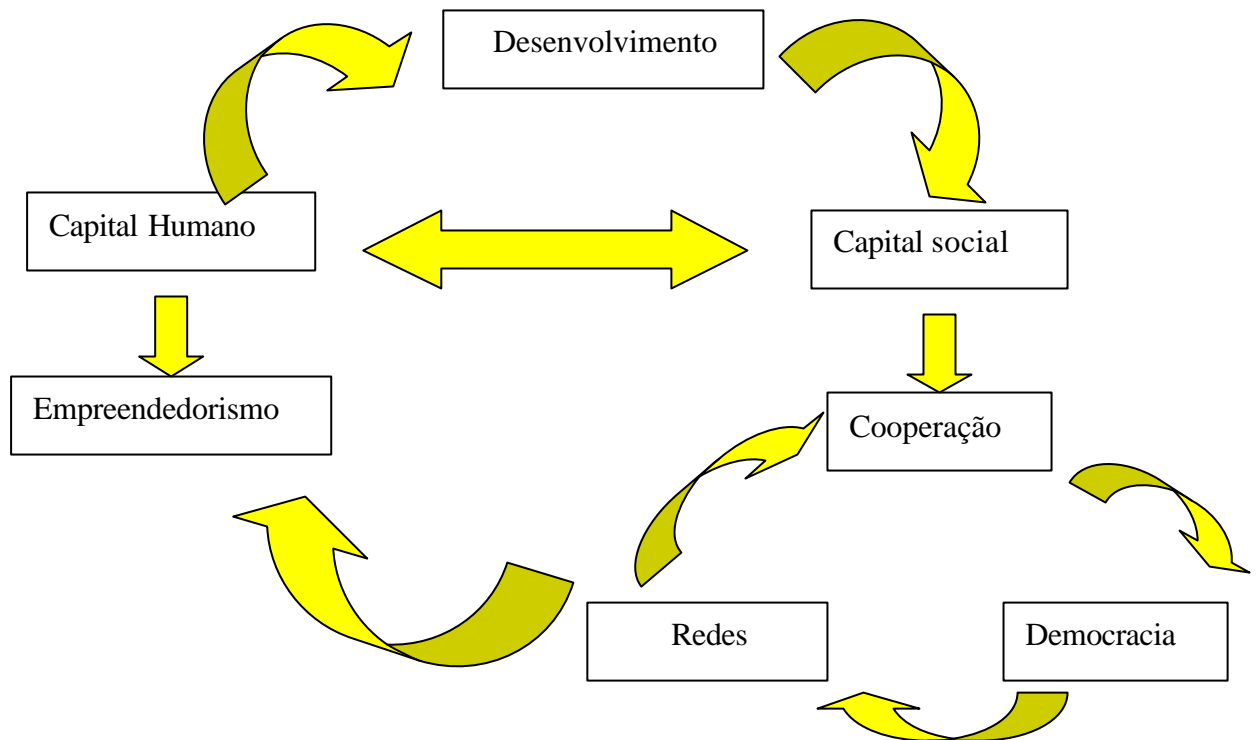 Desenvolvimento
Capital Humano
Capital social
Empreendedorismo
Cooperação
Redes
Democracia